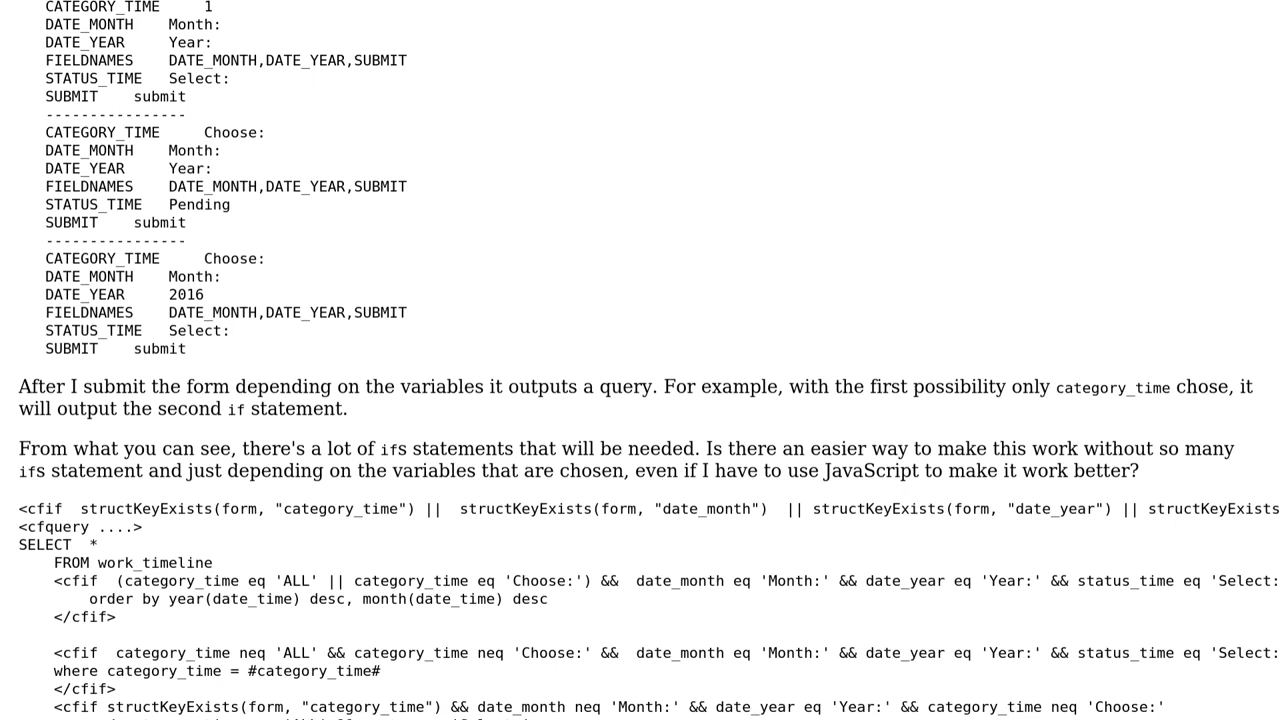 CATEGORY_TIME     1
DATE_MONTH    Month:
DATE_YEAR     Year:
FIELDNAMES    DATE_MONTH,DATE_YEAR,SUBMIT
STATUS_TIME   Select:
SUBMIT    submit
----------------
CATEGORY_TIME     Choose:
DATE_MONTH    Month:
DATE_YEAR     Year:
FIELDNAMES    DATE_MONTH,DATE_YEAR,SUBMIT
STATUS_TIME   Pending
SUBMIT    submit
----------------
CATEGORY_TIME     Choose:
DATE_MONTH    Month:
DATE_YEAR     2016
FIELDNAMES    DATE_MONTH,DATE_YEAR,SUBMIT
STATUS_TIME   Select:
SUBMIT    submit
After I submit the form depending on the variables it outputs a query. For example, with the first possibility only category_time chose, it
will output the second if statement.
From what you can see, there's a lot of ifs statements that will be needed. Is there an easier way to make this work without so many
ifs statement and just depending on the variables that are chosen, even if I have to use JavaScript to make it work better?
<cfif  structKeyExists(form, "category_time") ||  structKeyExists(form, "date_month")  || structKeyExists(form, "date_year") || structKeyExists
<cfquery ....>
SELECT  *
    FROM work_timeline
    <cfif  (category_time eq 'ALL' || category_time eq 'Choose:') &&  date_month eq 'Month:' && date_year eq 'Year:' && status_time eq 'Select:
        order by year(date_time) desc, month(date_time) desc
    </cfif>
    <cfif  category_time neq 'ALL' && category_time neq 'Choose:' &&  date_month eq 'Month:' && date_year eq 'Year:' && status_time eq 'Select:
    where category_time = #category_time#
    </cfif>
    <cfif structKeyExists(form, "category_time") && date_month neq 'Month:' && date_year eq 'Year:' && category_time neq 'Choose:'